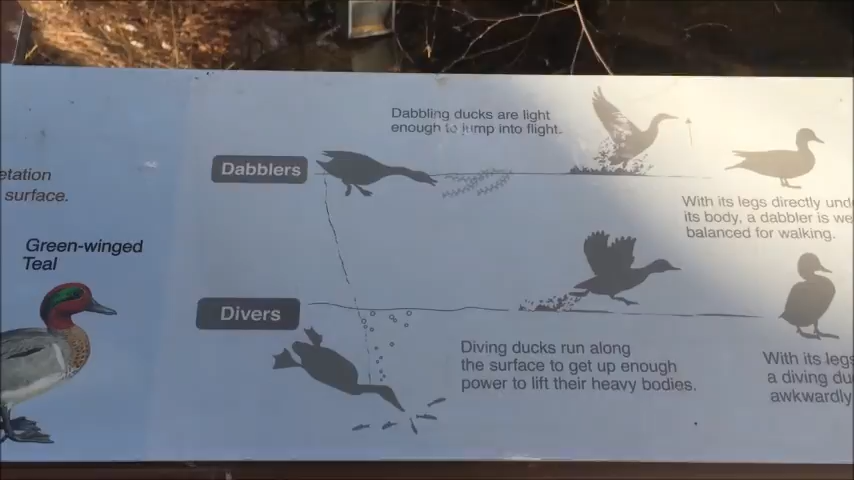 etation
surface.
Green-winged
Teal
Dabblers
Dabbling ducks are light
enough to jump into flight.
With its legs directly und
its body, a dabbler is we
balanced for walking.
Divers
Diving ducks run along
the surface to get up enough
power to lift their heavy bodies.
With its legs
a diving du
awkwardly